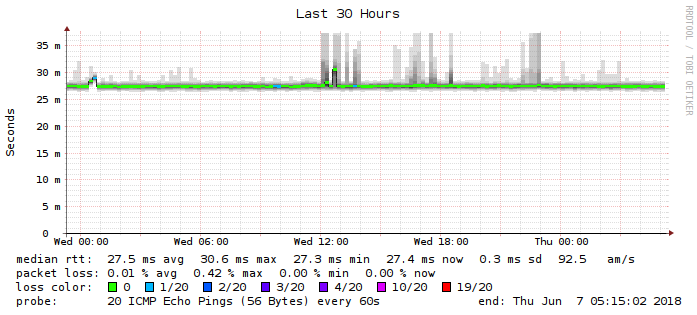 Last 30 Hours
RRDTOOL / TOBI OETIKER
Seconds
35 m
30 m
25 m
20 m
15 m
10 m
5 m
0
Wed 00:00 Wed 06:00 Wed 12:00 Wed 18:00 Thu 00:00
median rtt: 27.5 ms avg 30.6 ms max 27.3 ms min 27.4 ms now 0.3 ms sd 92.5 am/s
packet loss: 0.01 % avg 0.42 % max 0.00 % min 0.00 % now
loss color: 0 1/20 2/20 3/20 4/20 10/20 19/20
probe: 20 ICMP Echo Pings (56 Bytes) every 60s end: Thu Jun 7 05:15:02 2018